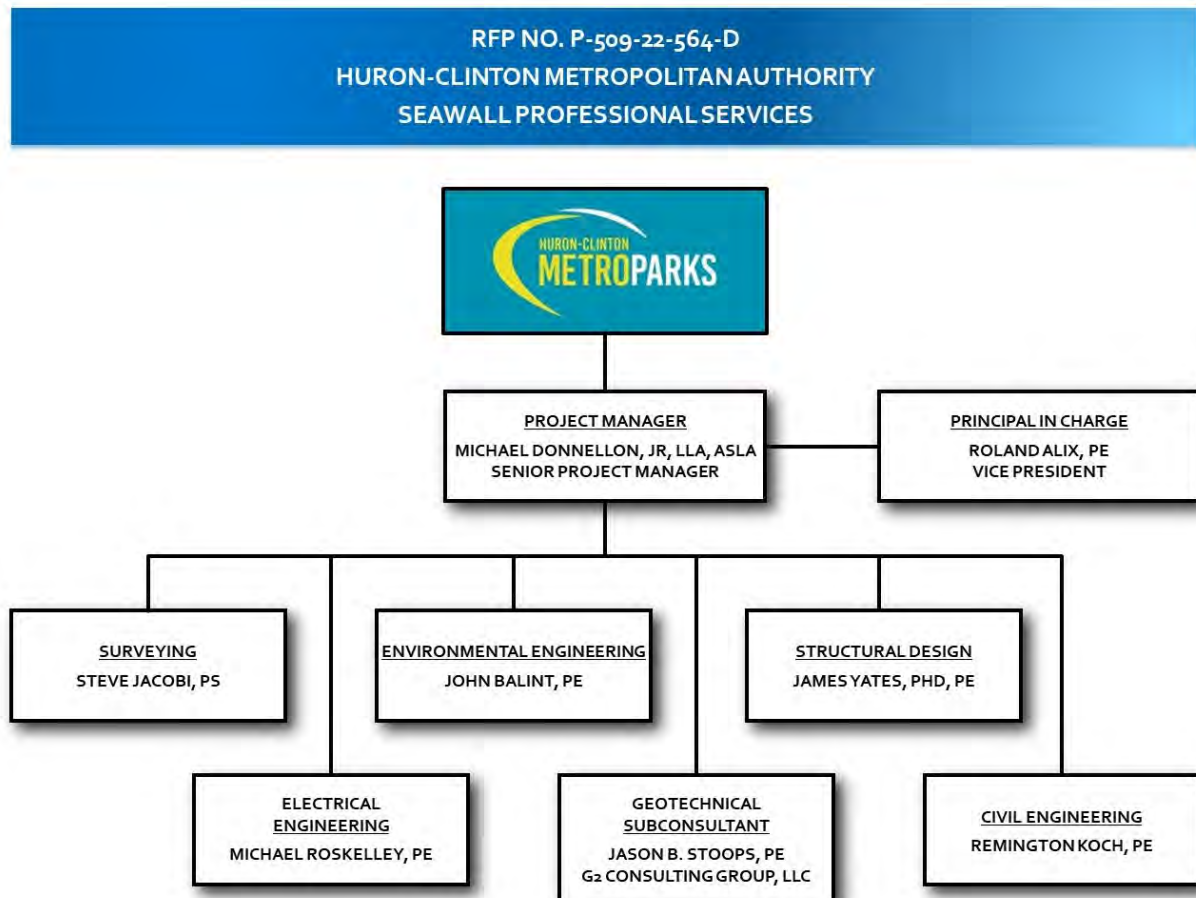 RFP NO. P-509-22-564-D
HURON-CLINTON METROPOLITAN AUTHORITY
SEAWALL PROFESSIONAL SERVICES
HURON-CLINTON
METROPARKS
PROJECT MANAGER
MICHAEL DONNELLON, JR, LLA, ASLA
SENIOR PROJECT MANAGER
PRINCIPAL IN CHARGE
ROLAND ALIX, PE
VICE PRESIDENT
SURVEYING
STEVE JACOBI, PS
ENVIRONMENTAL ENGINEERING
JOHN BALINT, PE
STRUCTURAL DESIGN
JAMES YATES, PHD, PE
ELECTRICAL
ENGINEERING
MICHAEL ROSKELLEY, PE
GEOTECHNICAL
SUBCONSULTANT
JASON B. STOOPS, PE
G2 CONSULTING GROUP, LLC
CIVIL ENGINEERING
REMINGTON KOCH, PE